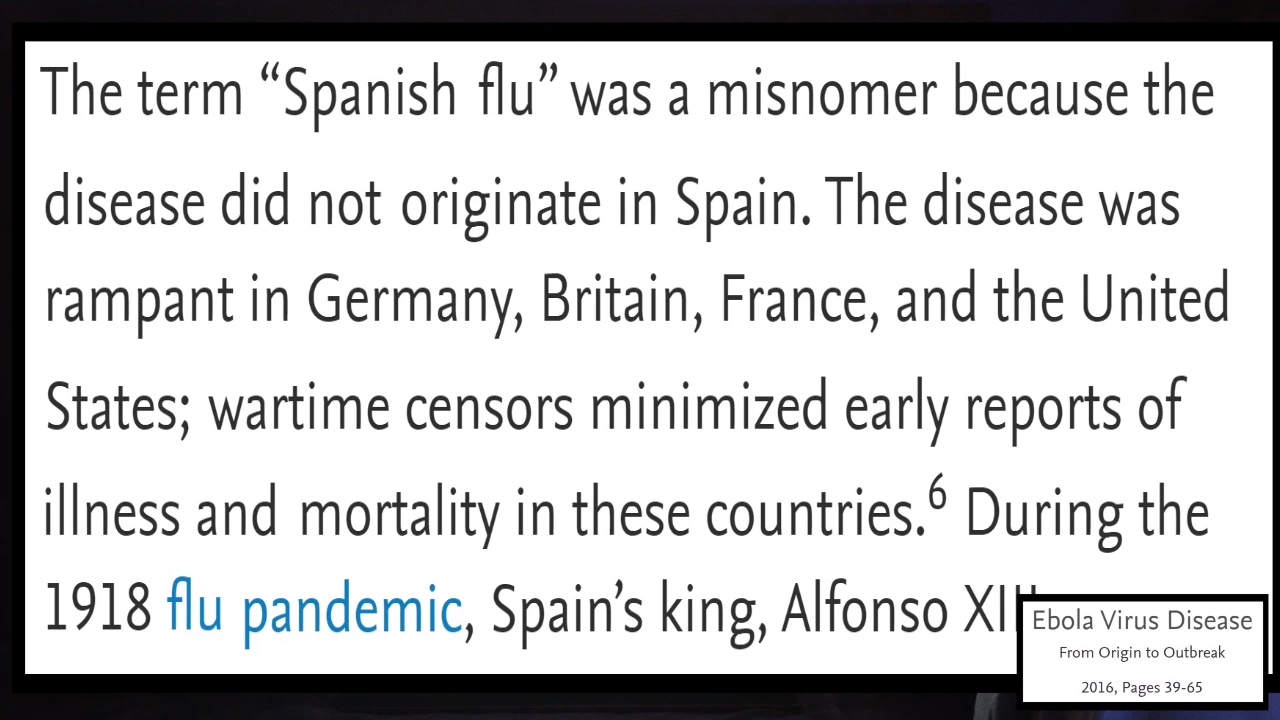 The term “Spanish flu” was a misnomer because the
disease did not originate in Spain. The disease was
rampant in Germany, Britain, France, and the United
States; wartime censors minimized early reports of
illness and mortality in these countries.⁶ During the
1918 flu pandemic, Spain’s king, Alfonso
Ebola Virus Disease
From Origin to Outbreak
2016, Pages 39-65